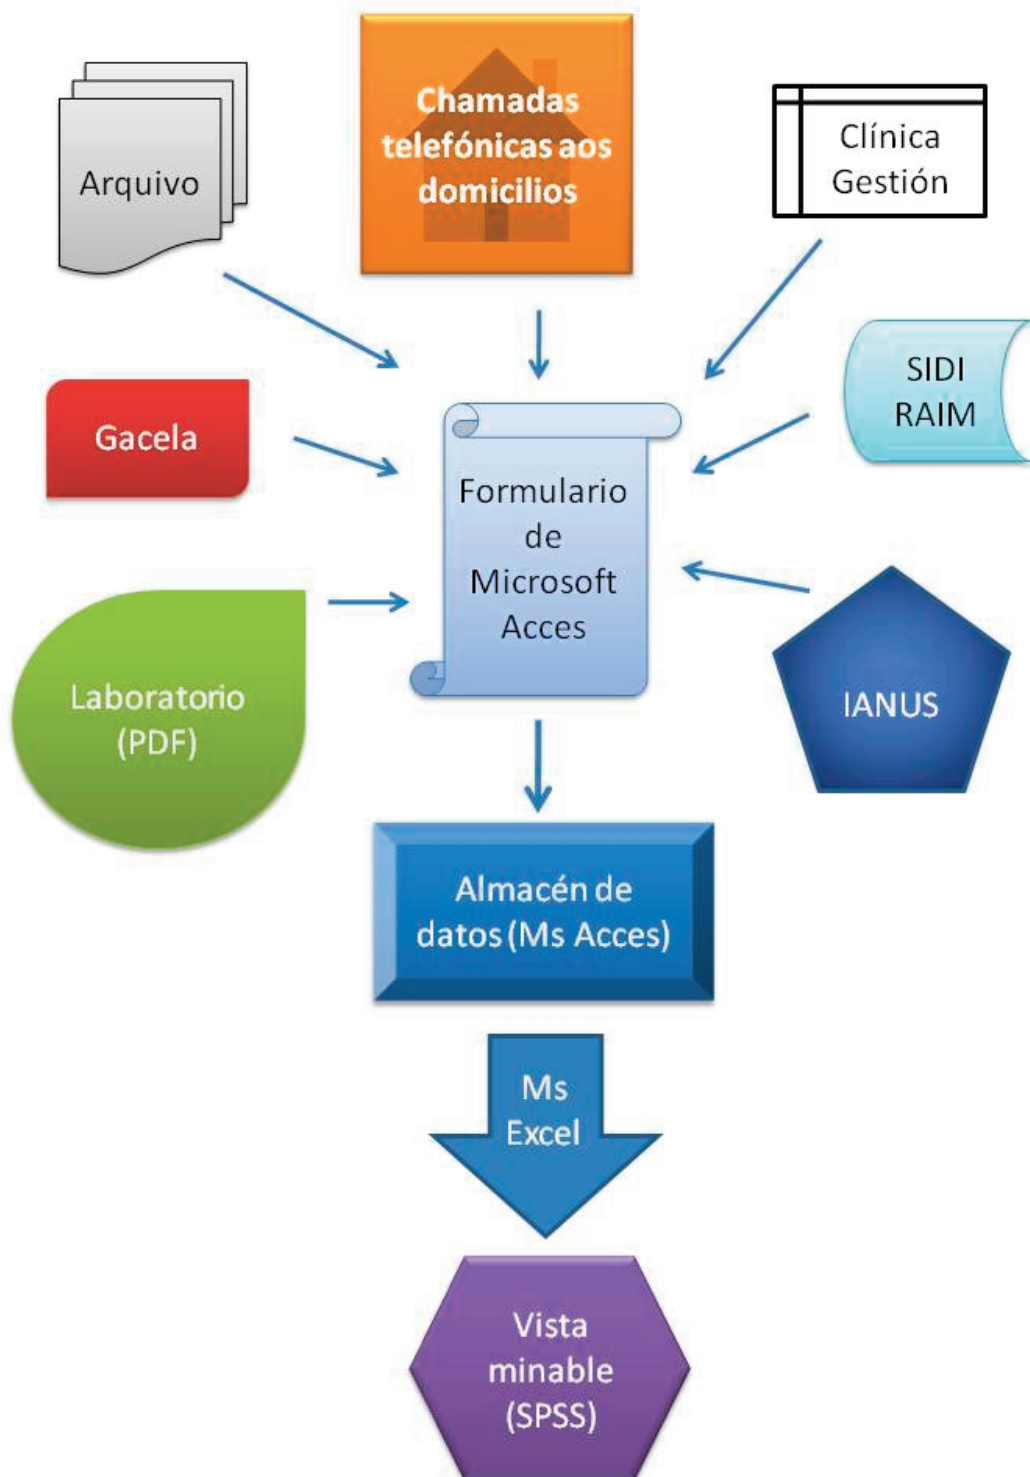 Chamadas
telefónicas aos
domicilios
Arquivo
Clínica
Gestión
SIDI
RAIM
Gacela
Formulario
de
Microsoft
Acces
Laboratorio
(PDF)
IANUS
Almacén de
datos (Ms Acces)
Ms
Excel
Vista
minable
(SPSS)